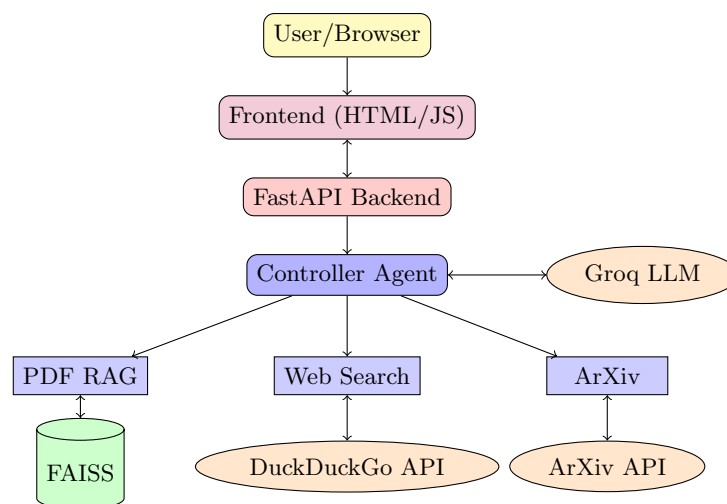 User/Browser
Frontend (HTML/JS)
FastAPI Backend
Controller Agent
Groq LLM
PDF RAG
Web Search
ArXiv
FAISS
DuckDuckGo API
ArXiv API